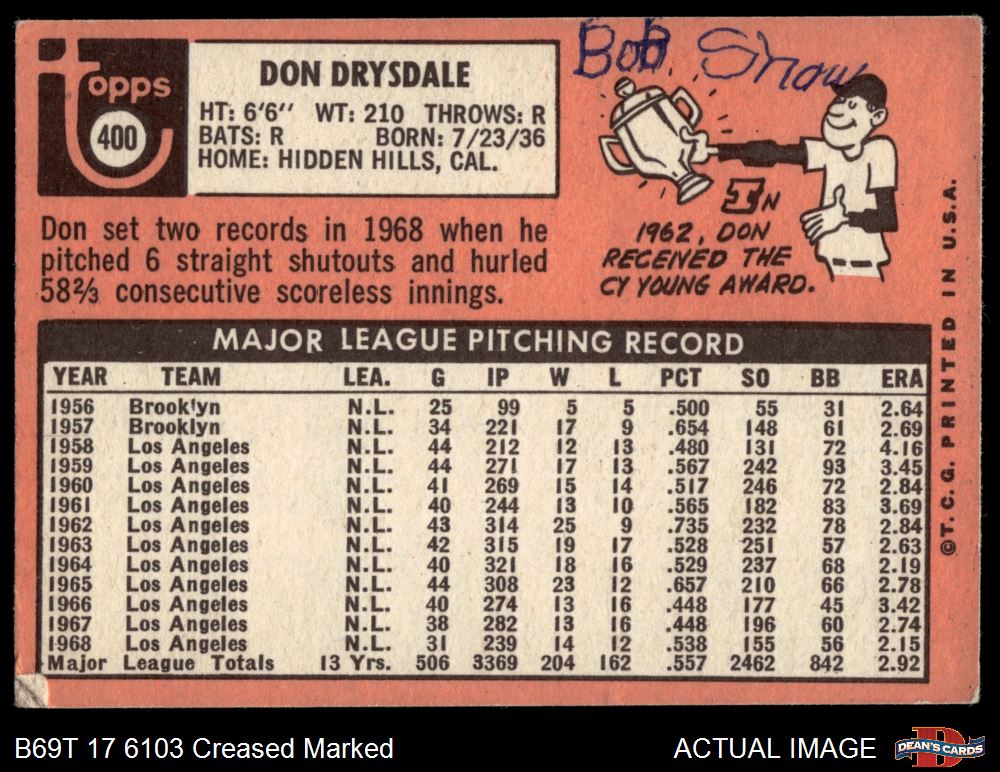 Bob Show
Topps
400
DON DRYSDALE
HT: 6'6" WT: 210 THROWS: R
BATS: R BORN: 7/23/36
HOME: HIDDEN HILLS, CAL.
Don set two records in 1968 when he
pitched 6 straight shutouts and hurled
58⅔ consecutive scoreless innings.
IN
1962, DON
RECEIVED THE
CY YOUNG AWARD.
MAJOR LEAGUE PITCHING RECORD
YEAR TEAM LEA. G IP W L PCT SO BB ERA
1956 Brooklyn N.L. 25 99 5 5 .500 55 31 2.64
1957 Brooklyn N.L. 34 221 17 9 .654 148 61 2.69
1958 Los Angeles N.L. 44 212 12 13 .480 131 72 4.16
1959 Los Angeles N.L. 44 271 17 13 .567 242 93 3.45
1960 Los Angeles N.L. 41 269 15 14 .517 246 72 2.84
1961 Los Angeles N.L. 40 244 13 10 .565 182 83 3.69
1962 Los Angeles N.L. 43 314 25 9 .735 232 78 2.84
1963 Los Angeles N.L. 42 315 19 17 .528 251 57 2.63
1964 Los Angeles N.L. 40 321 18 16 .529 237 68 2.19
1965 Los Angeles N.L. 44 308 23 12 .657 210 66 2.78
1966 Los Angeles N.L. 40 274 13 16 .448 177 45 3.42
1967 Los Angeles N.L. 38 282 13 16 .448 196 60 2.74
1968 Los Angeles N.L. 31 239 14 12 .538 155 56 2.15
Major League Totals 13 Yrs. 506 3369 204 162 .557 2462 842 2.92
©T.C.G. PRINTED IN U.S.A.
B69T 17 6103 Creased Marked
ACTUAL IMAGE
DEAN'S CARDS